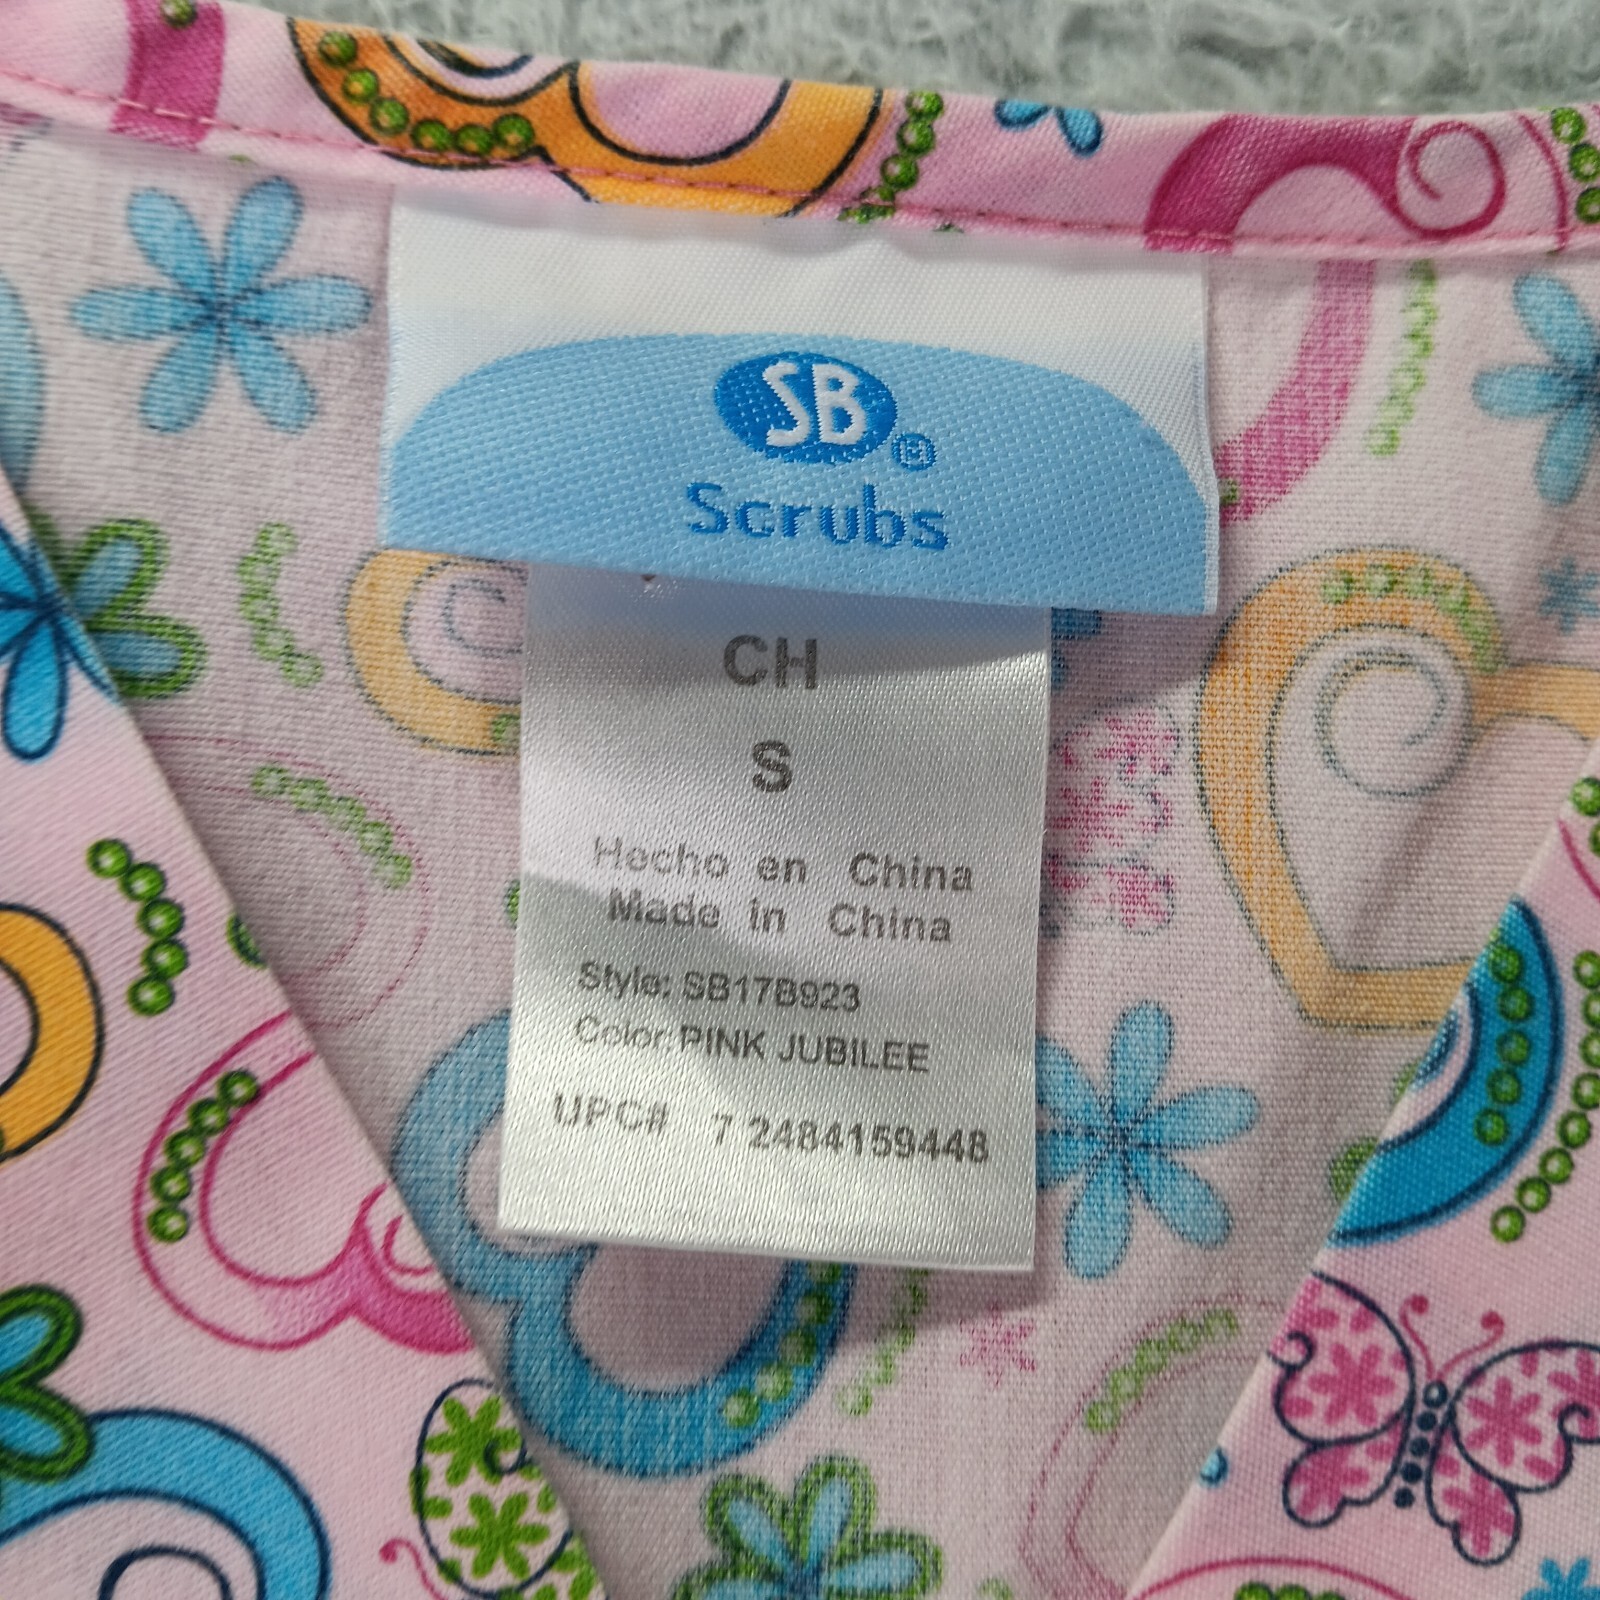 SB®
Scrubs
CH
S
Hecho en China
Made in China
Style: SB17B923
Color: PINK JUBILEE
UPC# 7 2484159448